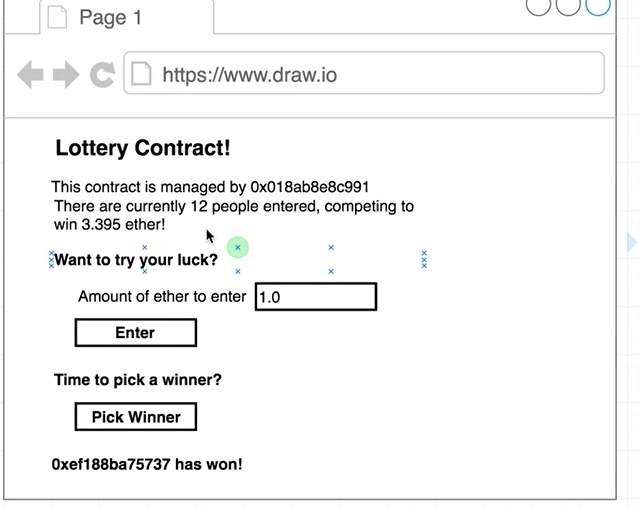 Page 1
https://www.draw.io
Lottery Contract!
This contract is managed by 0x018ab8e8c991
There are currently 12 people entered, competing to
win 3.395 ether!
Want to try your luck?
Amount of ether to enter 1.0
Enter
Time to pick a winner?
Pick Winner
0xef188ba75737 has won!